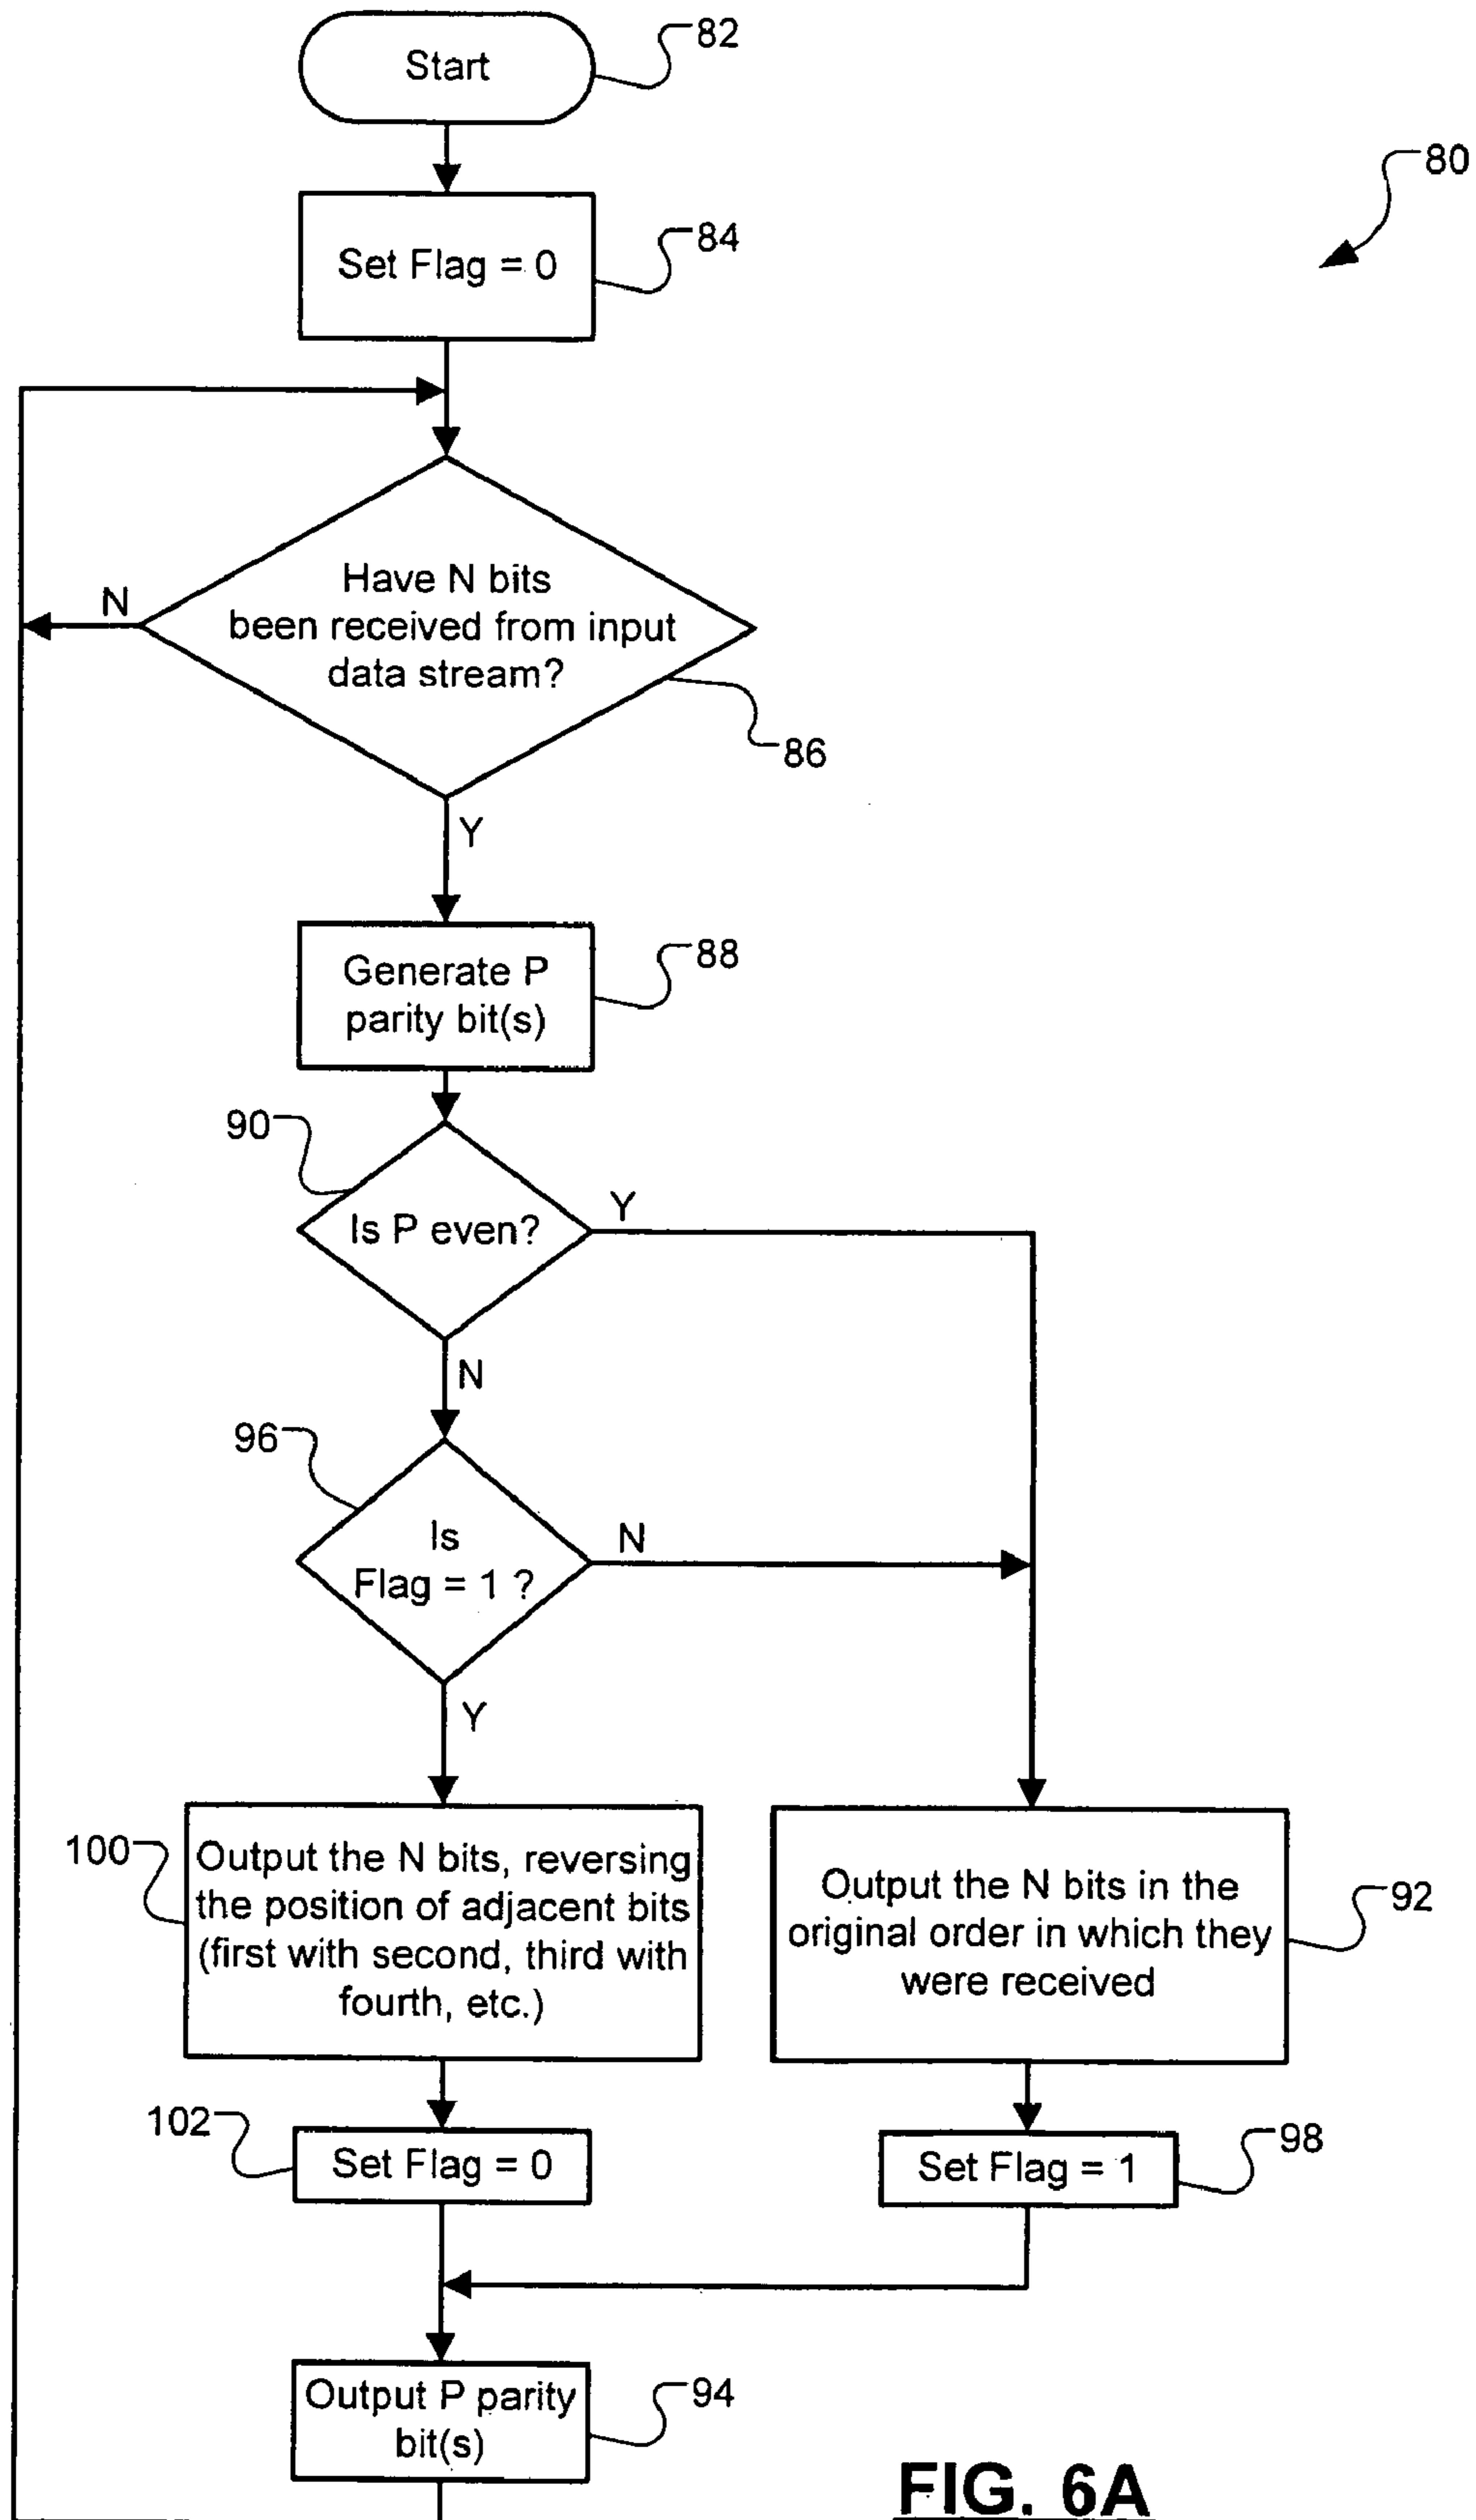 Start
82
80
Set Flag = 0
84
Have N bits
been received from input
data stream?
N
86
Y
Generate P
parity bit(s)
88
90
Is P even?
Y
N
96
Is
Flag = 1 ?
N
Y
100
Output the N bits, reversing
the position of adjacent bits
(first with second, third with
fourth, etc.)
Output the N bits in the
original order in which they
were received
92
102
Set Flag = 0
Set Flag = 1
98
Output P parity
bit(s)
94
FIG. 6A